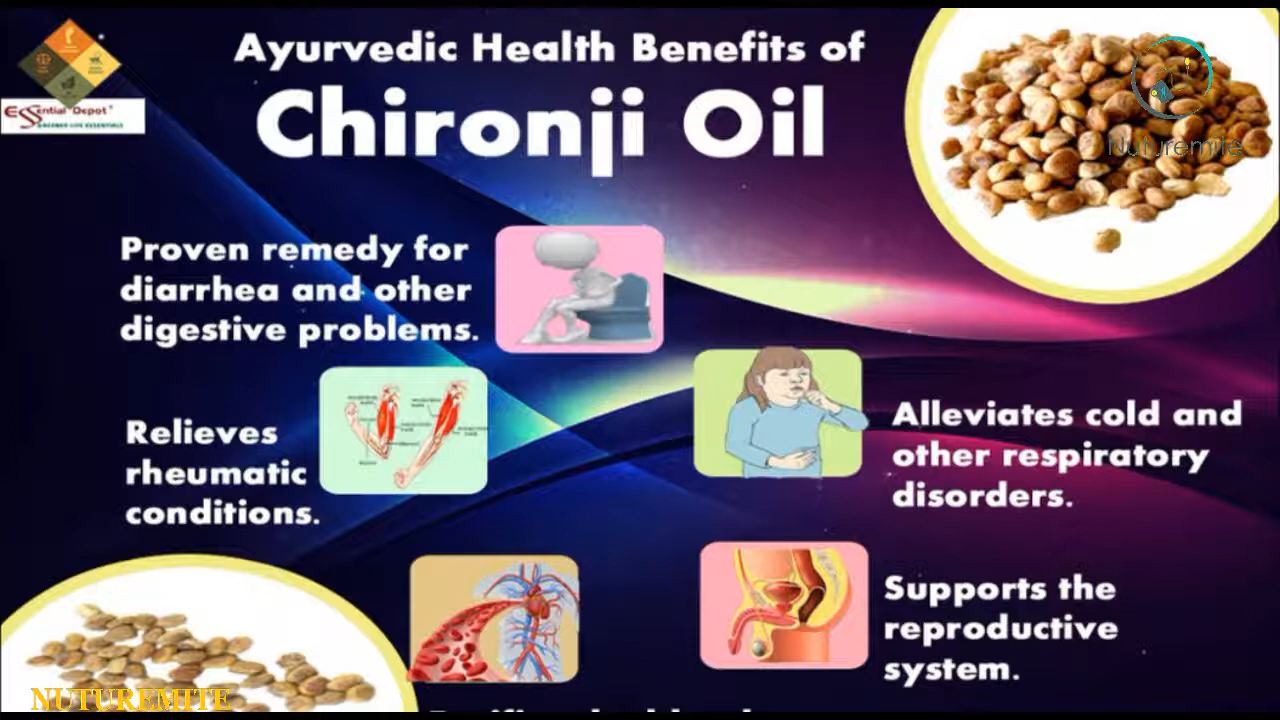 Ayurvedic Health Benefits of
Chironji Oil
Essential Depot
Nuturemite
Proven remedy for
diarrhea and other
digestive problems.
Relieves
rheumatic
conditions.
Alleviates cold and
other respiratory
disorders.
Supports the
reproductive
system.
NUTUREMITE